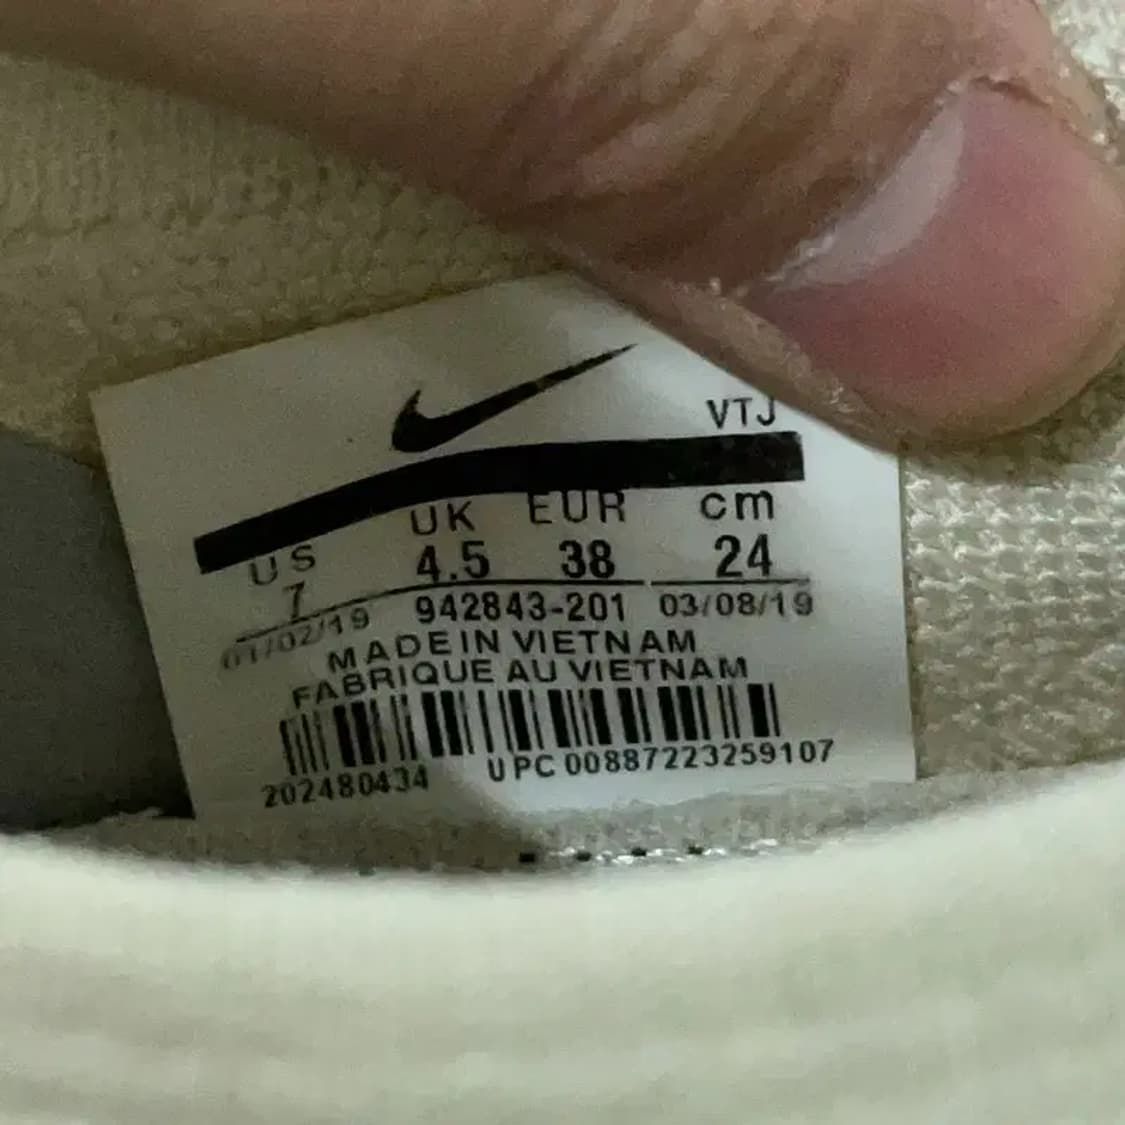 VTJ
US UK EUR cm
7 4.5 38 24
01/02/19 942843-201 03/08/19
MADE IN VIETNAM
FABRIQUE AU VIETNAM
202480434 UPC 00887223259107